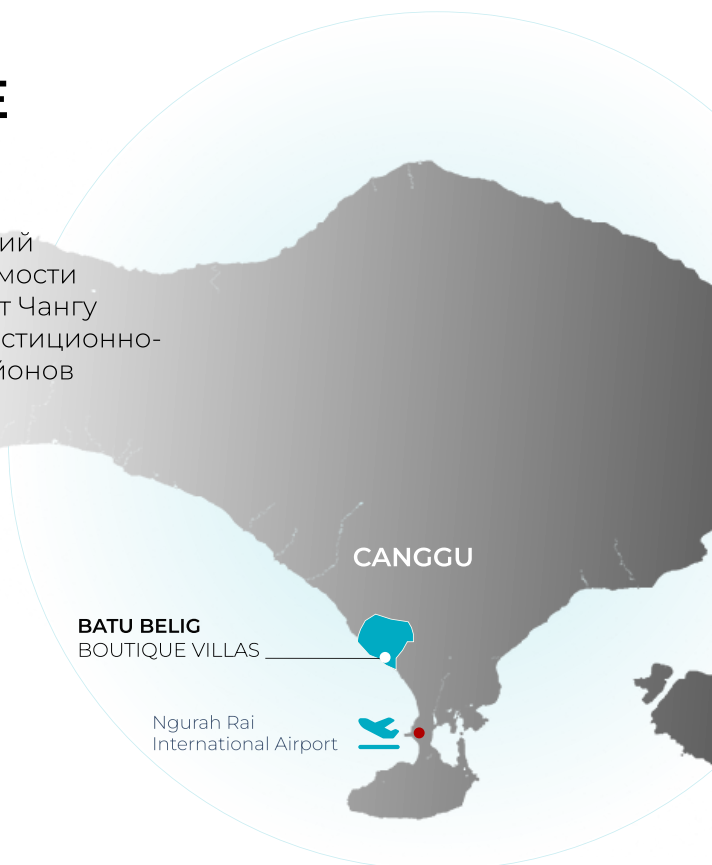 Е
ий
мости
т Чангу
стиционно-
йонов
CANGGU
BATU BELIG
BOUTIQUE VILLAS
Ngurah Rai
International Airport